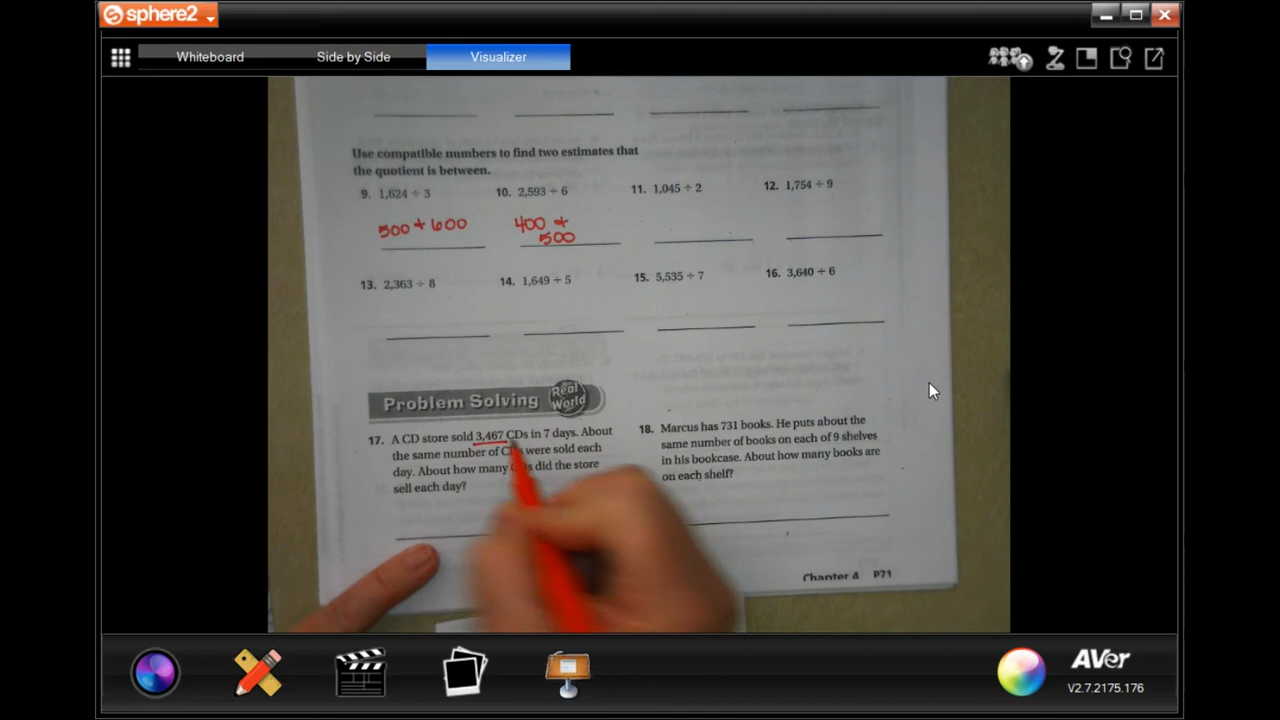 sphere2
Whiteboard Side by Side Visualizer
Use compatible numbers to find two estimates that
the quotient is between.
9. 1,624 ÷ 3 10. 2,593 ÷ 6 11. 1,045 ÷ 2 12. 1,754 ÷ 9
500 + 600 400 +
500
13. 2,363 ÷ 8 14. 1,649 ÷ 5 15. 5,535 ÷ 7 16. 3,640 ÷ 6
Problem Solving Real
World
17. A CD store sold 3,467 CDs in 7 days. About
the same number of CDs were sold each
day. About how many CDs did the store
sell each day?
18. Marcus has 731 books. He puts about the
same number of books on each of 9 shelves
in his bookcase. About how many books are
on each shelf?
Chapter 4 P71
AVer
V2.7.2175.176